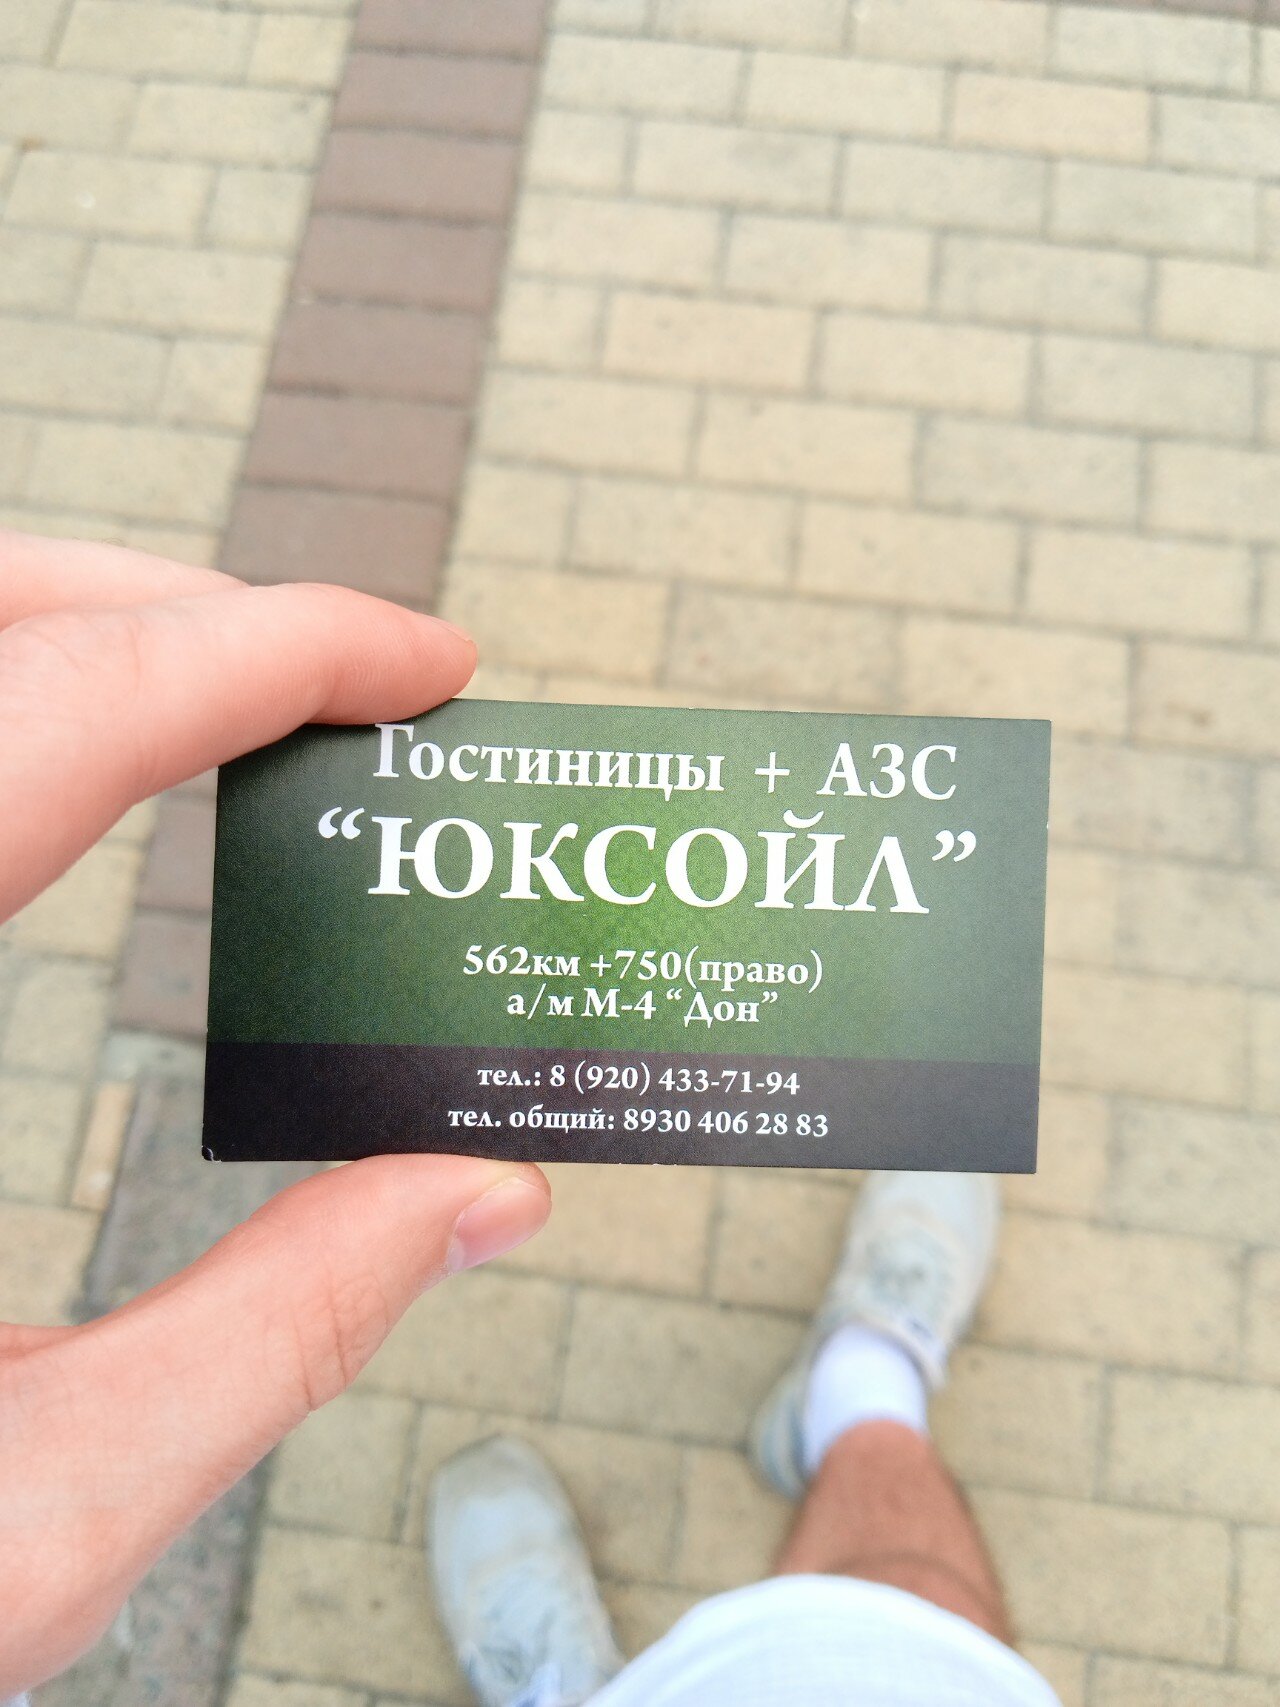 Гостиницы + АЗС
“ЮКСОЙЛ”
562км +750(право)
а/м М-4 “Дон”
тел.: 8 (920) 433-71-94
тел. общий: 8930 406 28 83